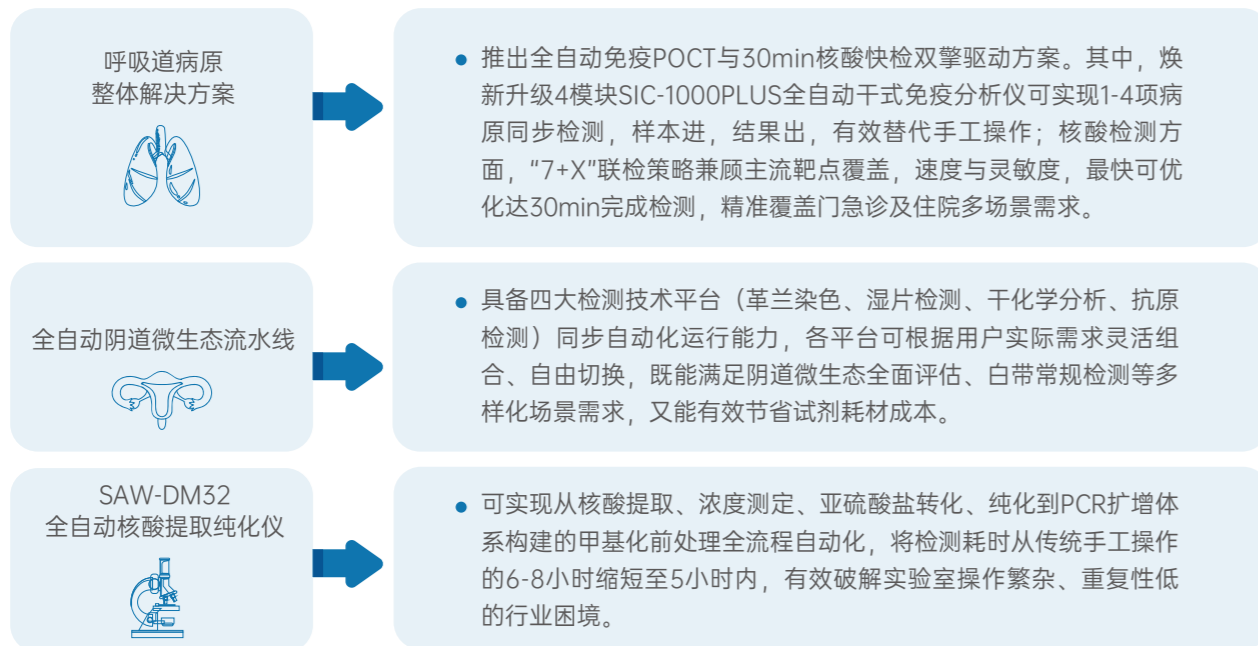 呼吸道病原
整体解决方案
推出全自动免疫POCT与30min核酸快检双擎驱动方案。其中，焕
新升级4模块SIC-1000PLUS全自动干式免疫分析仪可实现1-4项病
原同步检测，样本进，结果出，有效替代手工操作；核酸检测方
面，“7+X”联检策略兼顾主流靶点覆盖，速度与灵敏度，最快可优
化达30min完成检测，精准覆盖门急诊及住院多场景需求。
全自动阴道微生态流水线
具备四大检测技术平台（革兰染色、湿片检测、干化学分析、抗原
检测）同步自动化运行能力，各平台可根据用户实际需求灵活组
合、自由切换，既能满足阴道微生态全面评估、白带常规检测等多
样化场景需求，又能有效节省试剂耗材成本。
SAW-DM32
全自动核酸提取纯化仪
可实现从核酸提取、浓度测定、亚硫酸盐转化、纯化到PCR扩增体
系构建的甲基化前处理全流程自动化，将检测耗时从传统手工操作
的6-8小时缩短至5小时内，有效破解实验室操作繁杂、重复性低
的行业困境。